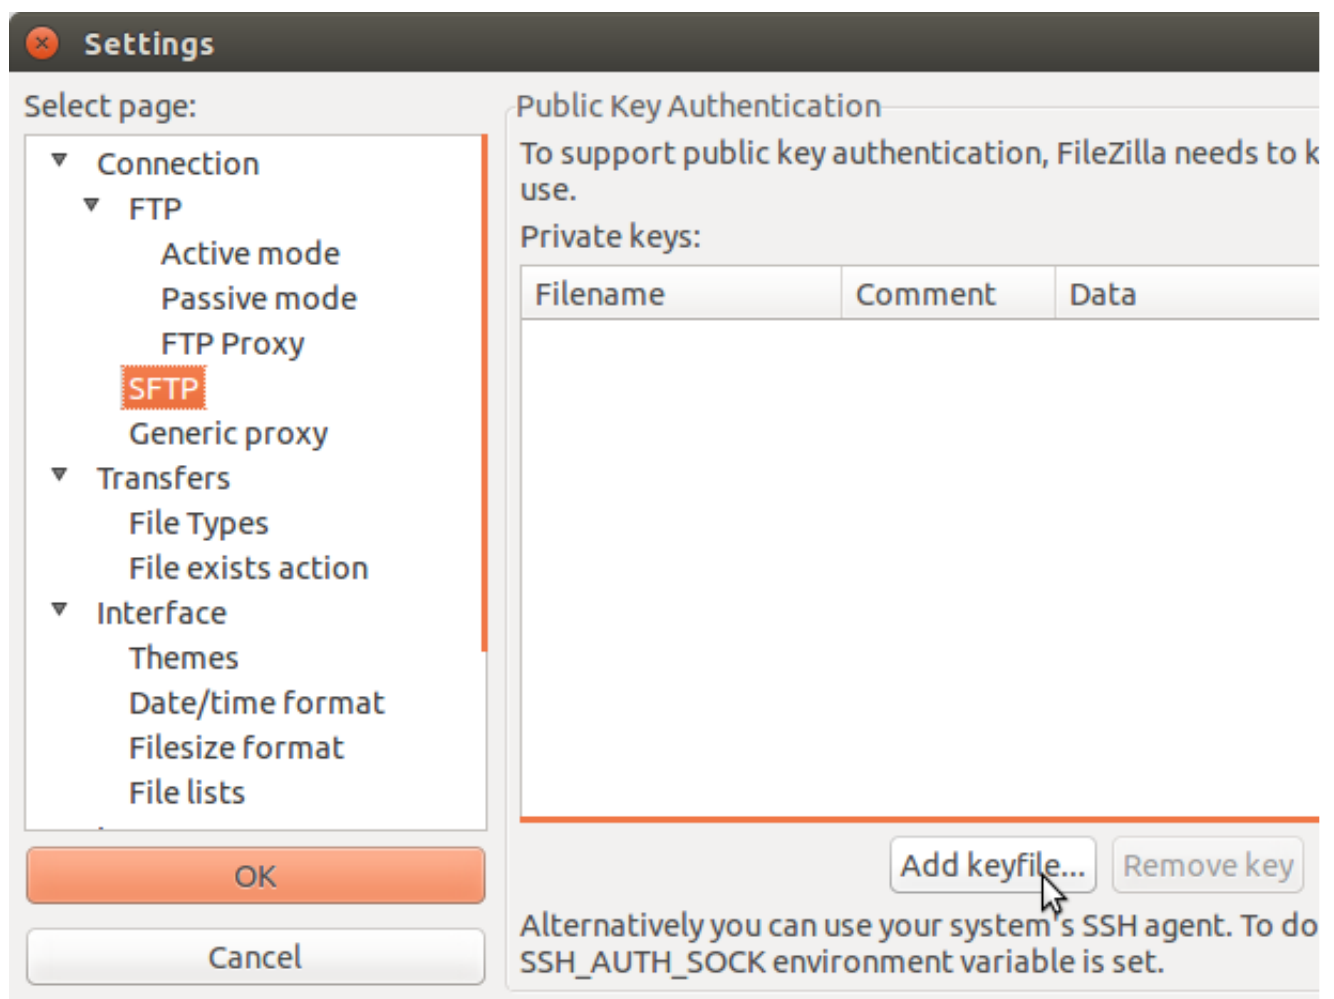 Settings
Select page:
Connection
FTP
Active mode
Passive mode
FTP Proxy
SFTP
Generic proxy
Transfers
File Types
File exists action
Interface
Themes
Date/time format
Filesize format
File lists
OK
Cancel
Public Key Authentication
To support public key authentication, FileZilla needs to k
use.
Private keys:
Filename Comment Data
Add keyfile... Remove key
Alternatively you can use your system's SSH agent. To do
SSH_AUTH_SOCK environment variable is set.